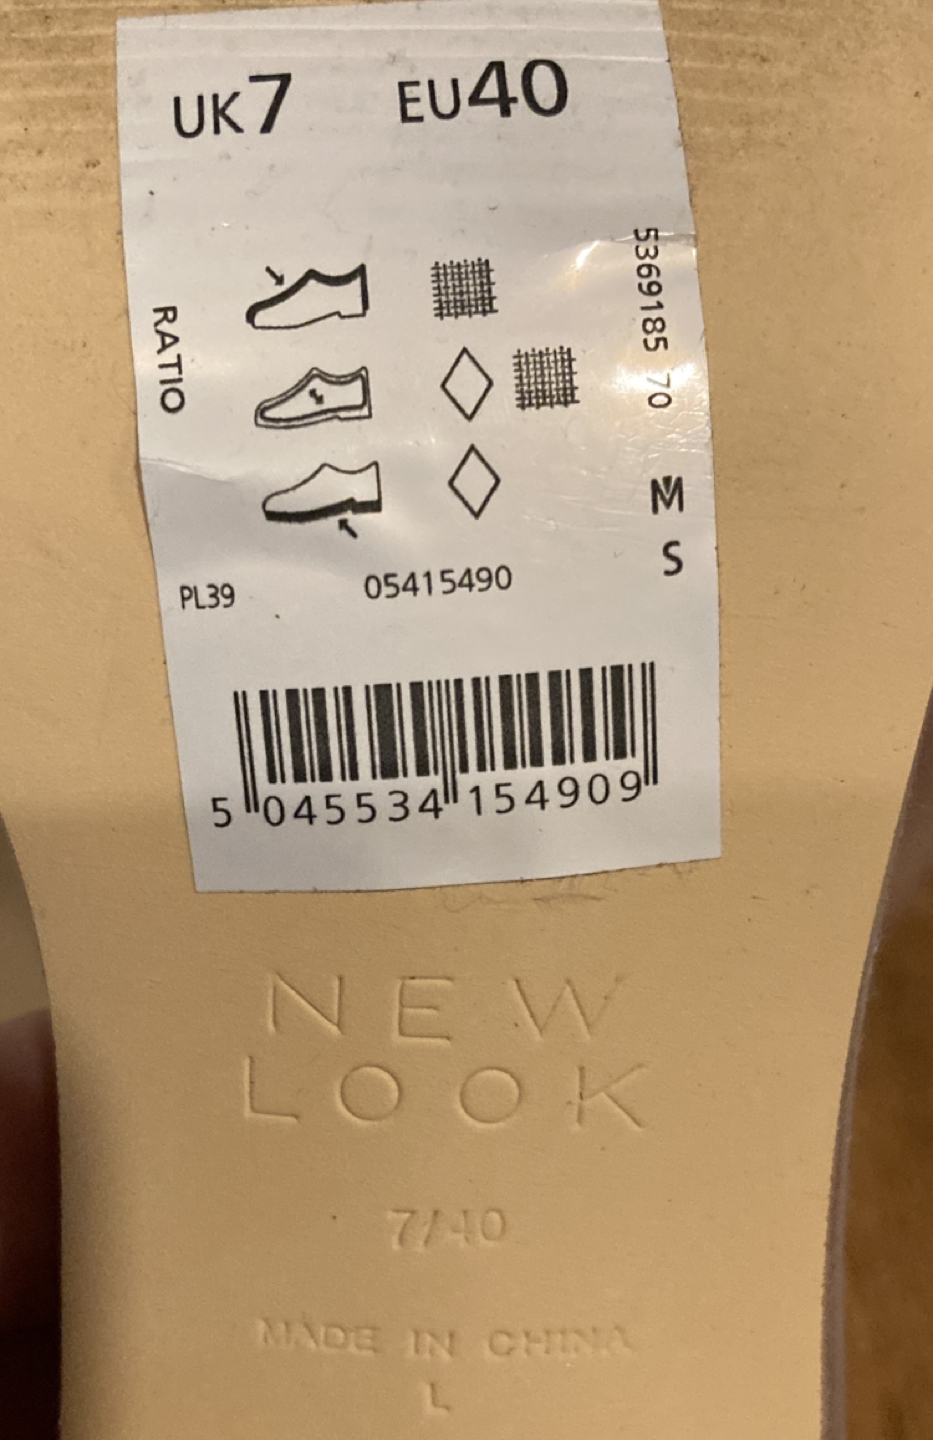 UK7 EU40
5369185 70
RATIO
M
S
PL39 05415490
5 045534 154909
NEW
LOOK
7/40
MADE IN CHINA
L